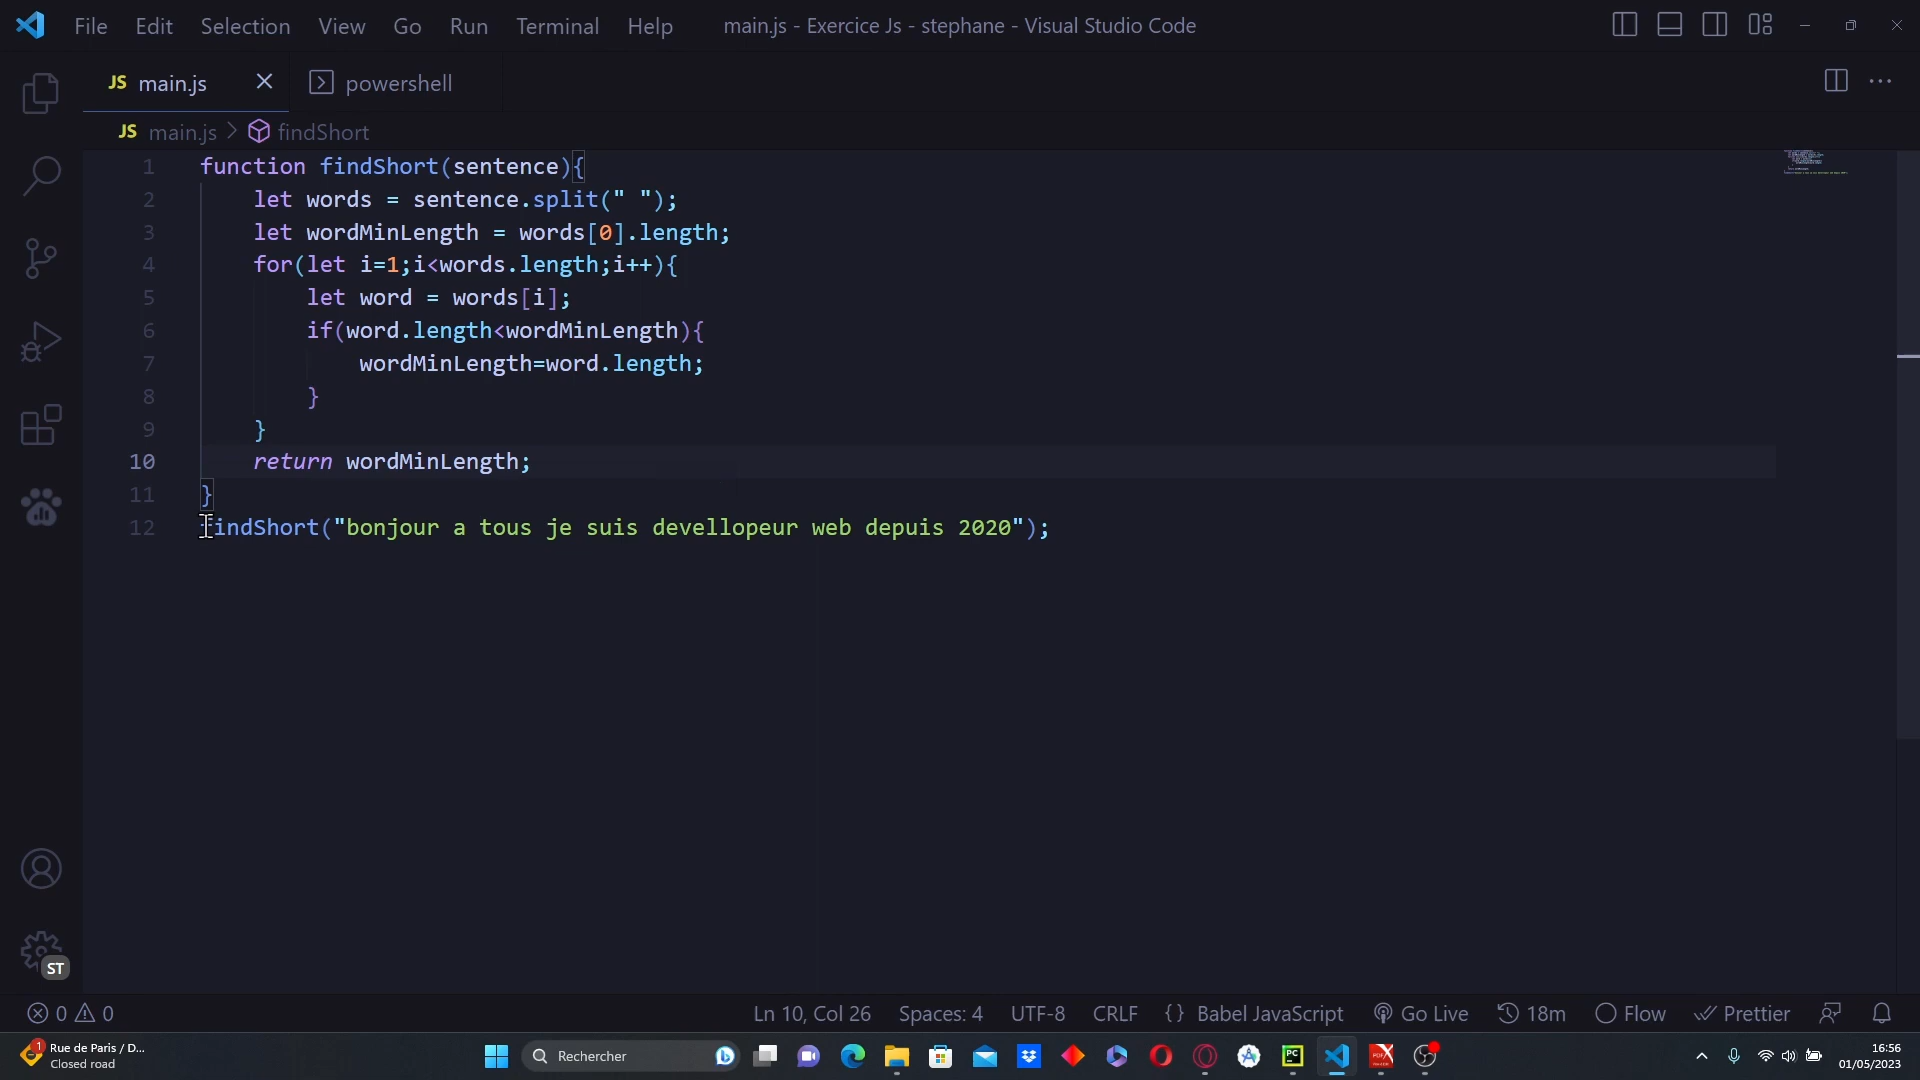 File Edit Selection View Go Run Terminal Help main.js - Exercice Js - stephane - Visual Studio Code
JS main.js powershell
JS main.js > findShort
1 function findShort(sentence){
2 let words = sentence.split(" ");
3 let wordMinLength = words[0].length;
4 for(let i=1;i<words.length;i++){
5 let word = words[i];
6 if(word.length<wordMinLength){
7 wordMinLength=word.length;
8 }
9 }
10 return wordMinLength;
11 }
12 findShort("bonjour a tous je suis devellopeur web depuis 2020");
ST
0 0 Ln 10, Col 26 Spaces: 4 UTF-8 CRLF {} Babel JavaScript Go Live 18m Flow Prettier
1 Rue de Paris / D...
Closed road
Rechercher
PC
PDF
16:56
01/05/2023